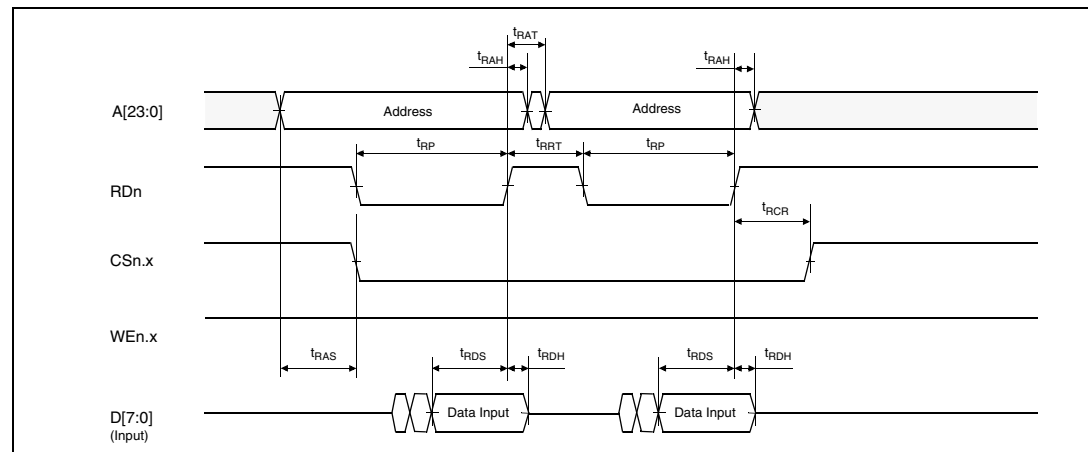 tRAT
tRAH tRAH
A[23:0] Address Address
tRP tRRT tRP
RDn
tRCR
CSn.x
WEn.x
tRAS tRDS tRDH tRDS tRDH
D[7:0] Data Input Data Input
(Input)